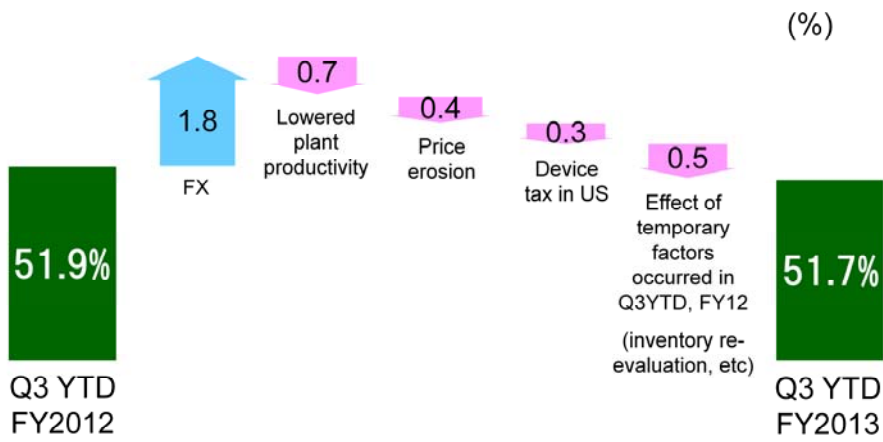 (%)
51.9%
Q3 YTD
FY2012
1.8
FX
0.7
Lowered
plant
productivity
0.4
Price
erosion
0.3
Device
tax in US
0.5
Effect of
temporary
factors
occurred in
Q3YTD, FY12
(inventory re-
evaluation, etc)
51.7%
Q3 YTD
FY2013